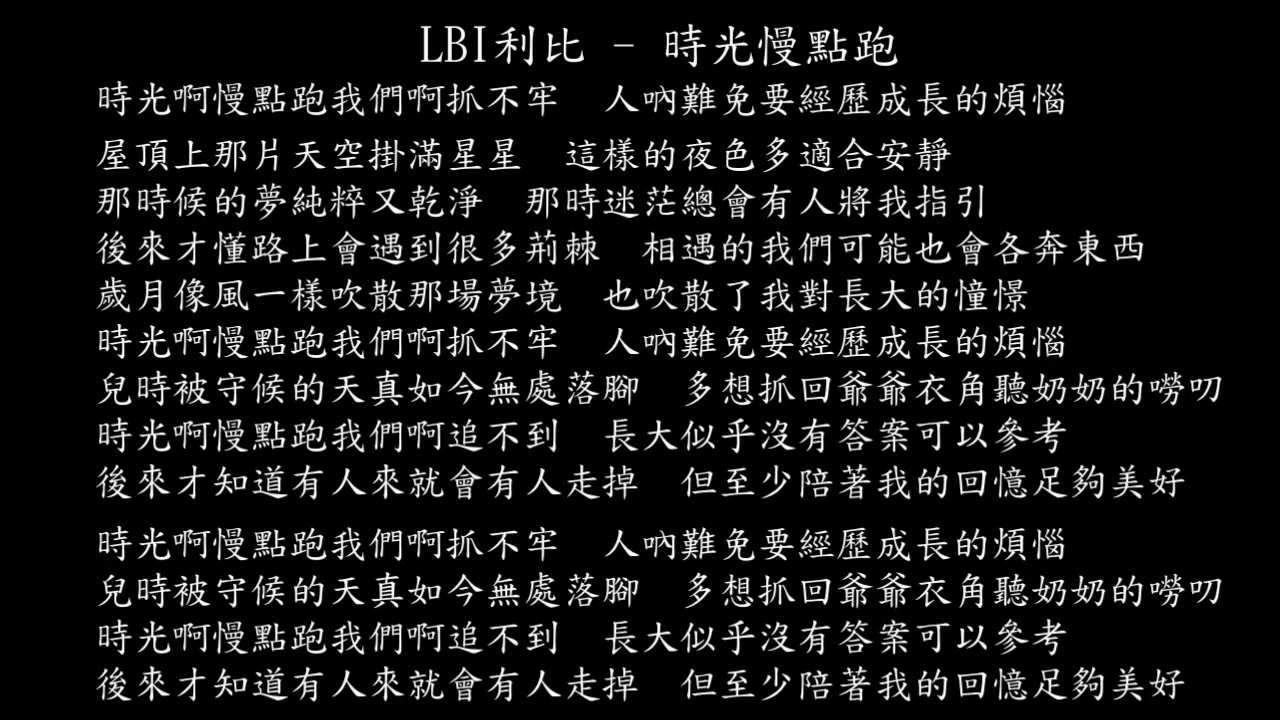 LBI利比 - 時光慢點跑
時光啊慢點跑我們啊抓不牢 人吶難免要經歷成長的煩惱
屋頂上那片天空掛滿星星 這樣的夜色多適合安靜
那時候的夢純粹又乾淨 那時迷茫總會有人將我指引
後來才懂路上會遇到很多荊棘 相遇的我們可能也會各奔東西
歲月像風一樣吹散那場夢境 也吹散了我對長大的憧憬
時光啊慢點跑我們啊抓不牢 人吶難免要經歷成長的煩惱
兒時被守候的天真如今無處落腳 多想抓回爺爺衣角聽奶奶的嘮叨
時光啊慢點跑我們啊追不到 長大似乎沒有答案可以參考
後來才知道有人來就會有人走掉 但至少陪著我的回憶足夠美好
時光啊慢點跑我們啊抓不牢 人吶難免要經歷成長的煩惱
兒時被守候的天真如今無處落腳 多想抓回爺爺衣角聽奶奶的嘮叨
時光啊慢點跑我們啊追不到 長大似乎沒有答案可以參考
後來才知道有人來就會有人走掉 但至少陪著我的回憶足夠美好